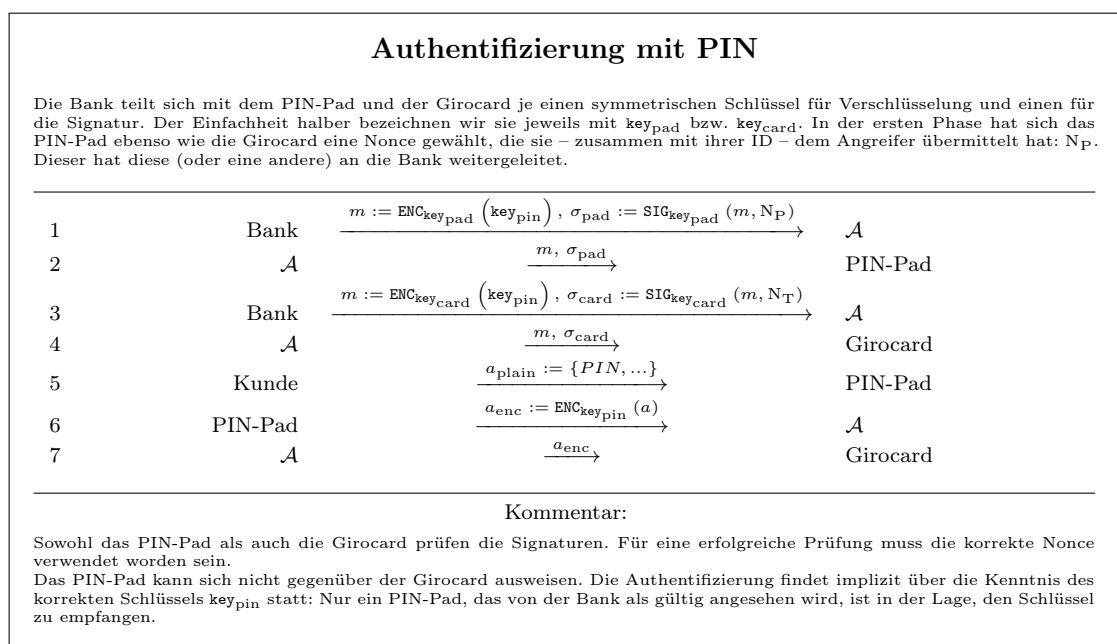 Authentifizierung mit PIN
Die Bank teilt sich mit dem PIN-Pad und der Girocard je einen symmetrischen Schlüssel für Verschlüsselung und einen für
die Signatur. Der Einfachheit halber bezeichnen wir sie jeweils mit key_pad bzw. key_card. In der ersten Phase hat sich das
PIN-Pad ebenso wie die Girocard eine Nonce gewählt, die sie – zusammen mit ihrer ID – dem Angreifer übermittelt hat: N_P.
Dieser hat diese (oder eine andere) an die Bank weitergeleitet.
1 Bank m := ENC_key_pad (key_pin), σ_pad := SIG_key_pad (m, N_P) → 𝒜
2 𝒜 m, σ_pad → PIN-Pad
3 Bank m := ENC_key_card (key_pin), σ_card := SIG_key_card (m, N_T) → 𝒜
4 𝒜 m, σ_card → Girocard
5 Kunde a_plain := {PIN, ...} → PIN-Pad
6 PIN-Pad a_enc := ENC_key_pin (a) → 𝒜
7 𝒜 a_enc → Girocard
Kommentar:
Sowohl das PIN-Pad als auch die Girocard prüfen die Signaturen. Für eine erfolgreiche Prüfung muss die korrekte Nonce
verwendet worden sein.
Das PIN-Pad kann sich nicht gegenüber der Girocard ausweisen. Die Authentifizierung findet implizit über die Kenntnis des
korrekten Schlüssels key_pin statt: Nur ein PIN-Pad, das von der Bank als gültig angesehen wird, ist in der Lage, den Schlüssel
zu empfangen.